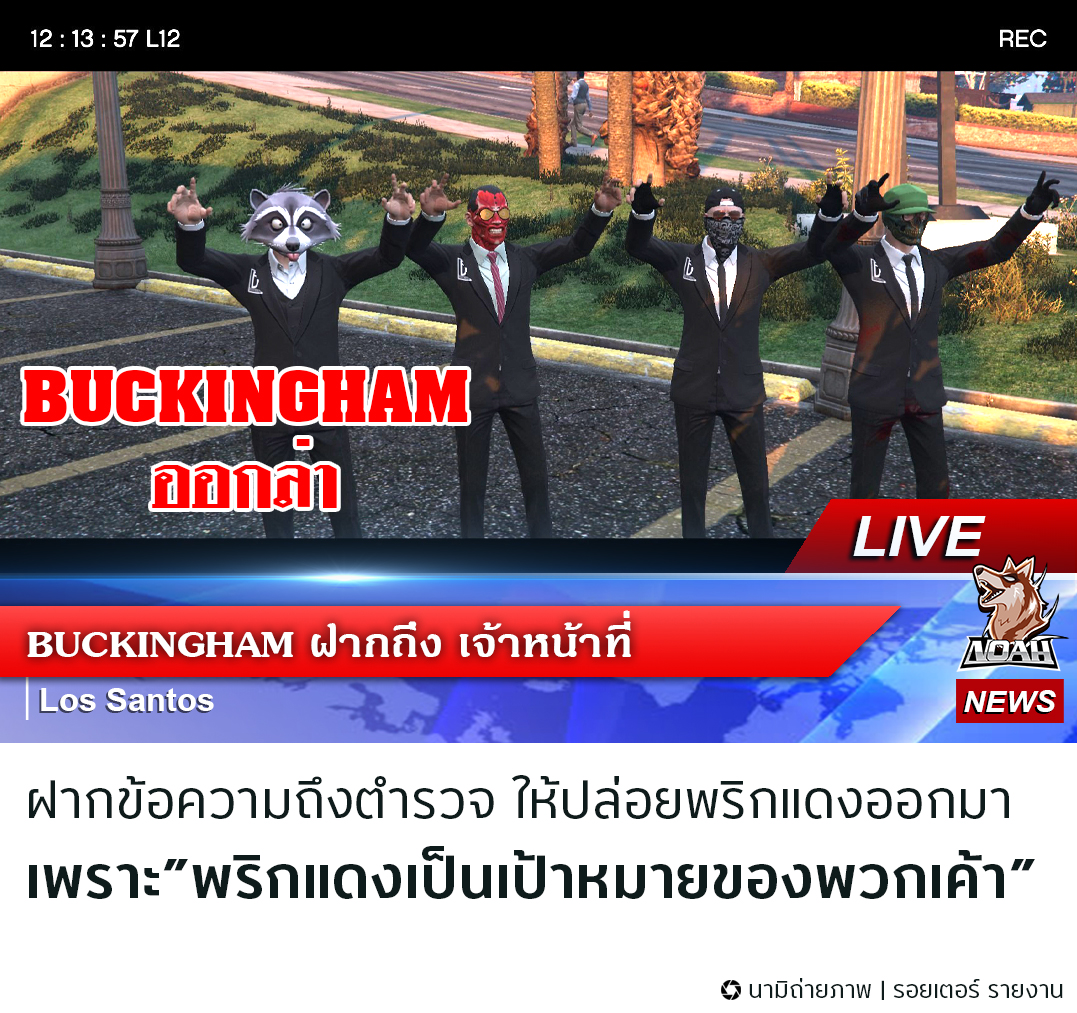 12 : 13 : 57 L12
REC
BUCKINGHAM
ออกล่า
LIVE
NOAH
BUCKINGHAM ฝากถึง เจ้าหน้าที่
Los Santos
NEWS
ฝากข้อความถึงตำรวจ ให้ปล่อยพริกแดงออกมา
เพราะ”พริกแดงเป็นเป้าหมายของพวกเค้า”
นามิถ่ายภาพ | รอยเตอร์ รายงาน